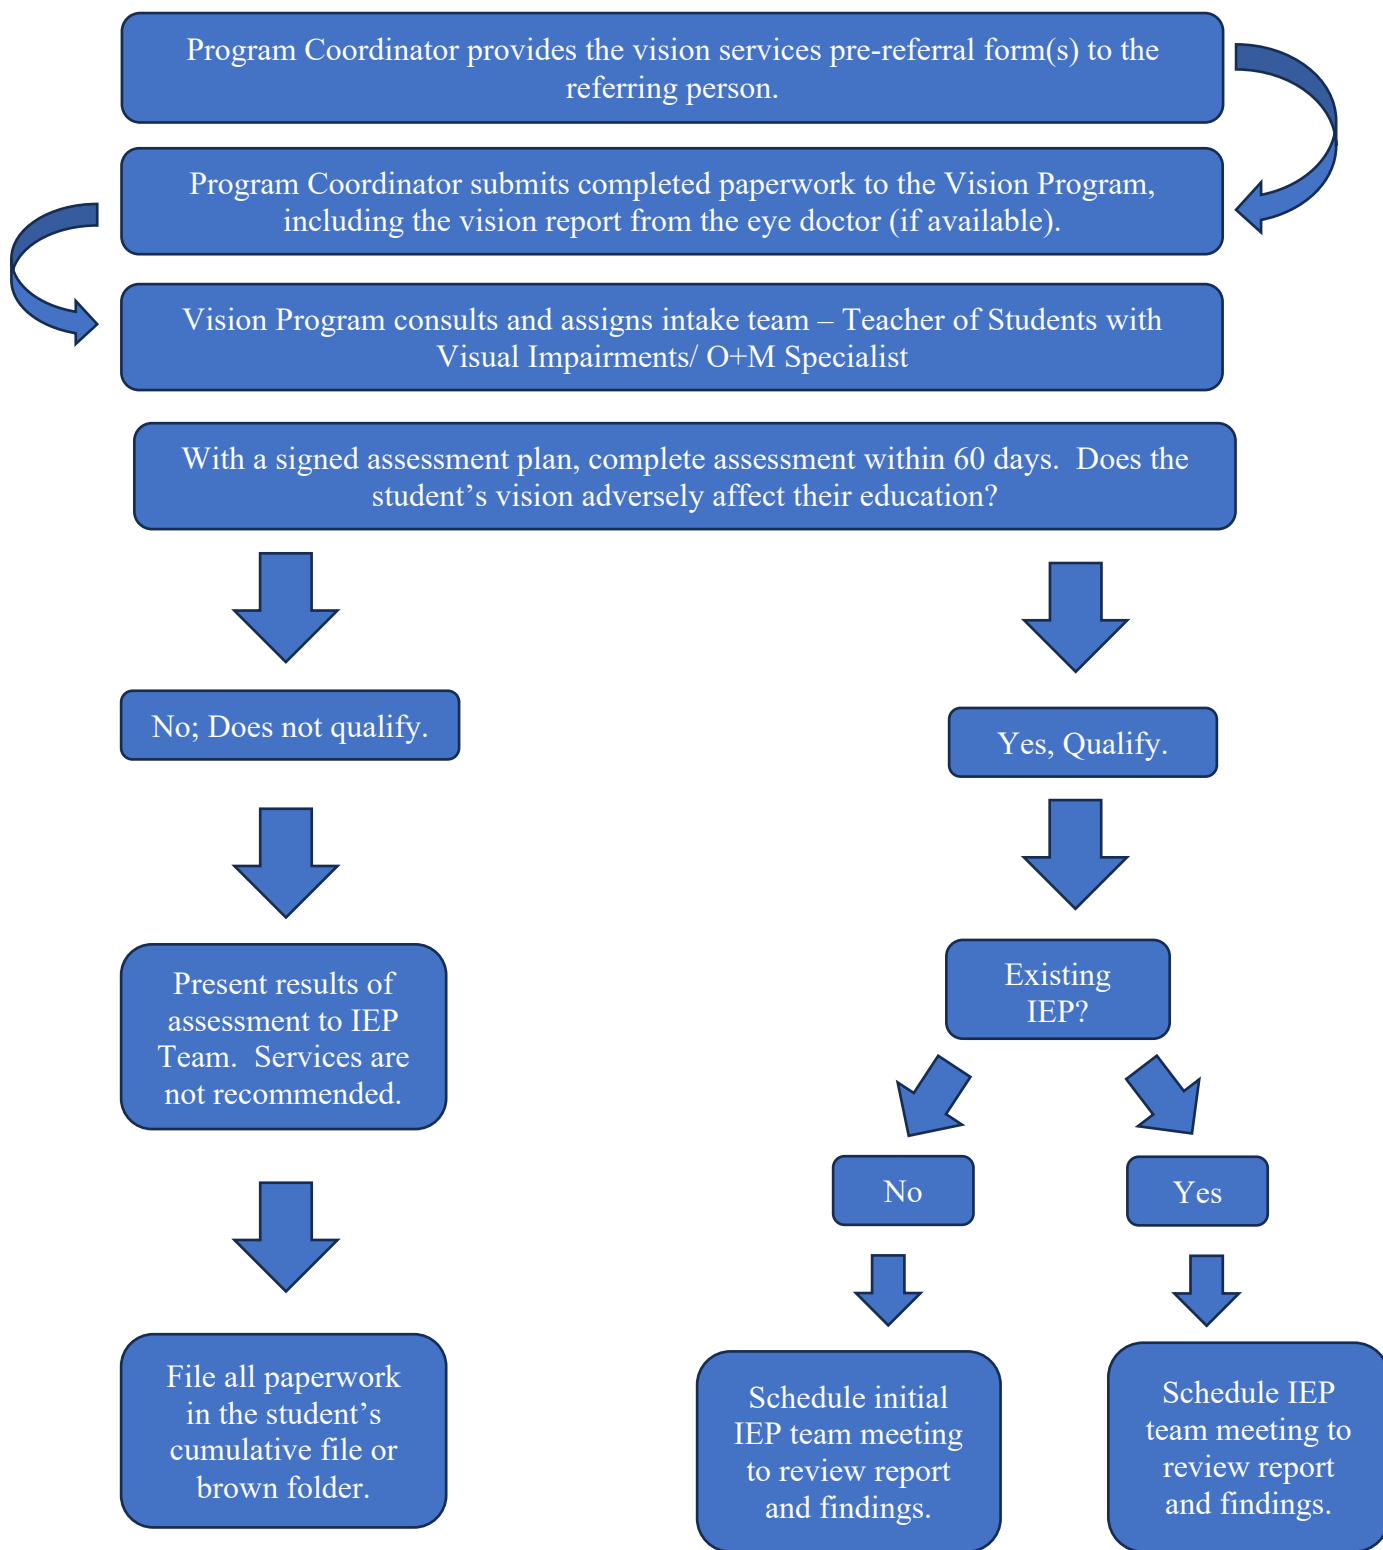 Program Coordinator provides the vision services pre-referral form(s) to the
referring person.
Program Coordinator submits completed paperwork to the Vision Program,
including the vision report from the eye doctor (if available).
Vision Program consults and assigns intake team – Teacher of Students with
Visual Impairments/ O+M Specialist
With a signed assessment plan, complete assessment within 60 days.  Does the
student’s vision adversely affect their education?
No; Does not qualify.
Present results of
assessment to IEP
Team.  Services are
not recommended.
File all paperwork
in the student’s
cumulative file or
brown folder.
Yes, Qualify.
Existing
IEP?
No
Schedule initial
IEP team meeting
to review report
and findings.
Yes
Schedule IEP
team meeting to
review report
and findings.